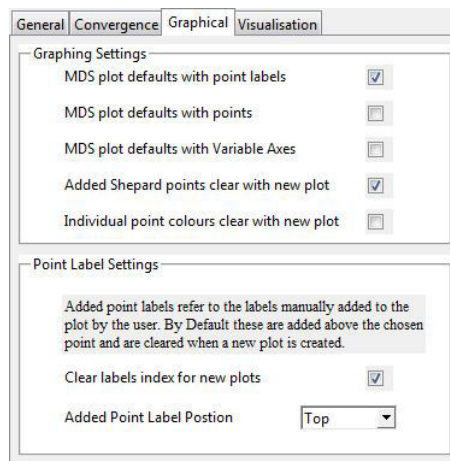 General Convergence Graphical Visualisation
Graphing Settings
MDS plot defaults with point labels
MDS plot defaults with points
MDS plot defaults with Variable Axes
Added Shepard points clear with new plot
Individual point colours clear with new plot
Point Label Settings
Added point labels refer to the labels manually added to the
plot by the user. By Default these are added above the chosen
point and are cleared when a new plot is created.
Clear labels index for new plots
Added Point Label Postion Top